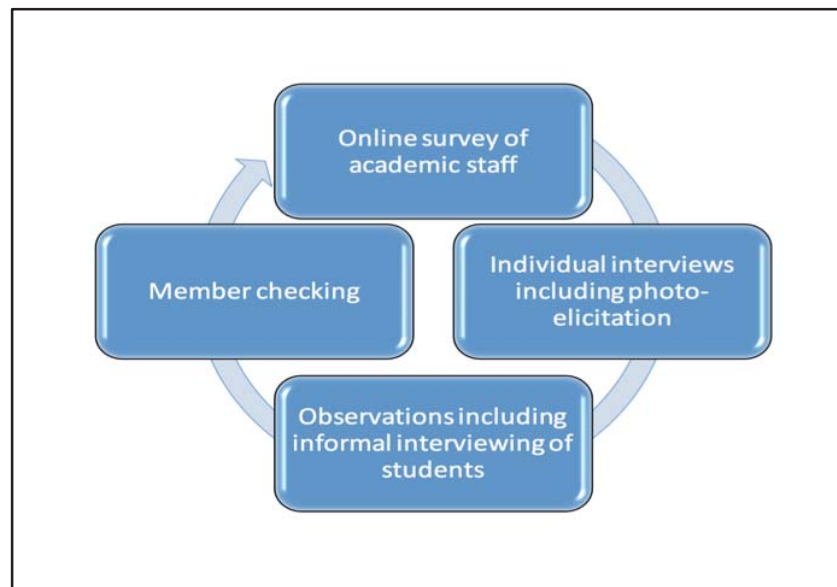 Online survey of
academic staff
Individual interviews
including photo-
elicitation
Observations including
informal interviewing of
students
Member checking